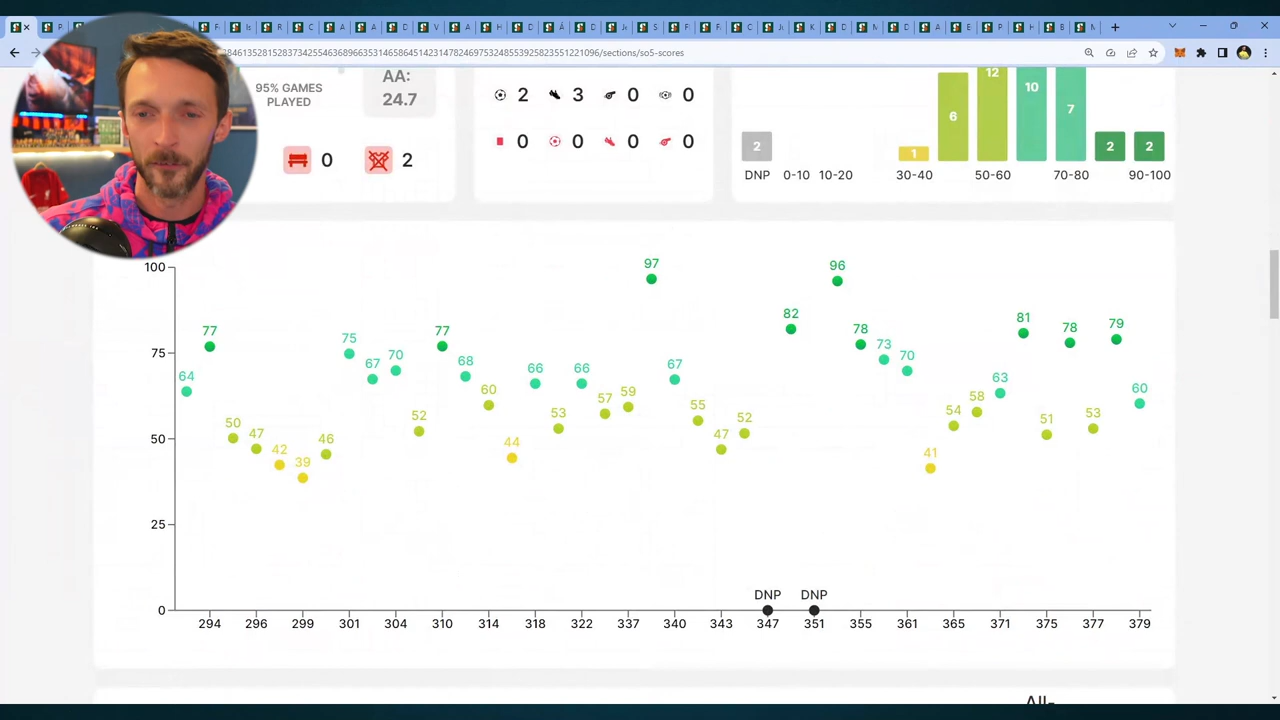 84613528152837342554636896635314658645142314782469753248553925823551221096/sections/so5-scores
95% GAMES
PLAYED
AA:
24.7
0
2
2 3 0 0
0 0 0 0
2 1 6 12 10 7 2 2
DNP 0-10 10-20 30-40 50-60 70-80 90-100
100
75
50
25
0
64 77 50 47 42 39 46 75 67 70 52 77 68 60 44 66 53 66 57 59 97 67 55 47 52 DNP 82 DNP 96 78 73 70 41 54 58 63 81 51 78 53 79 60
294 296 299 301 304 310 314 318 322 337 340 343 347 351 355 361 365 371 375 377 379